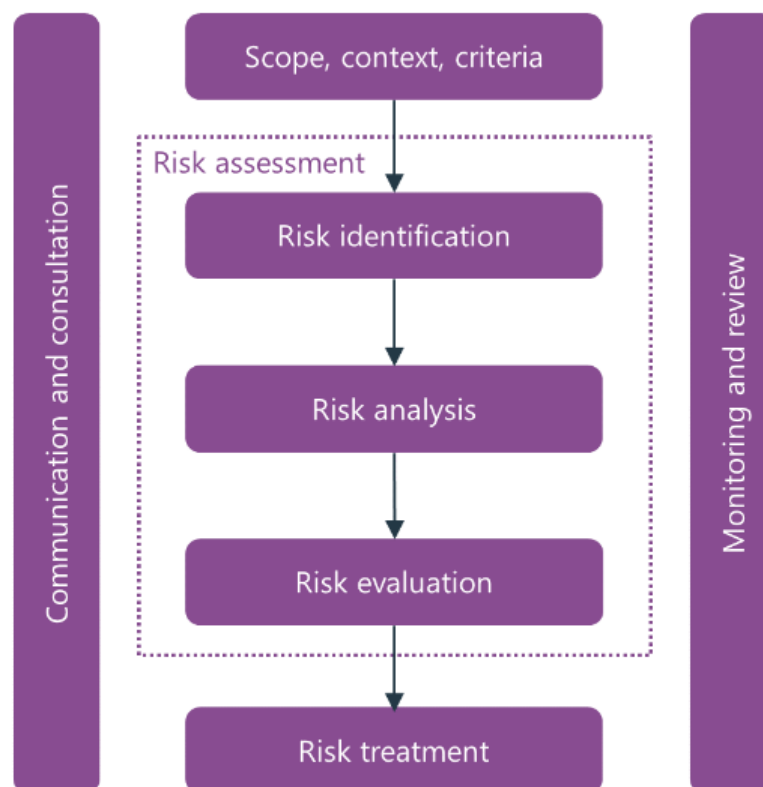 Communication and consultation
Scope, context, criteria
Risk assessment
Risk identification
Risk analysis
Risk evaluation
Risk treatment
Monitoring and review